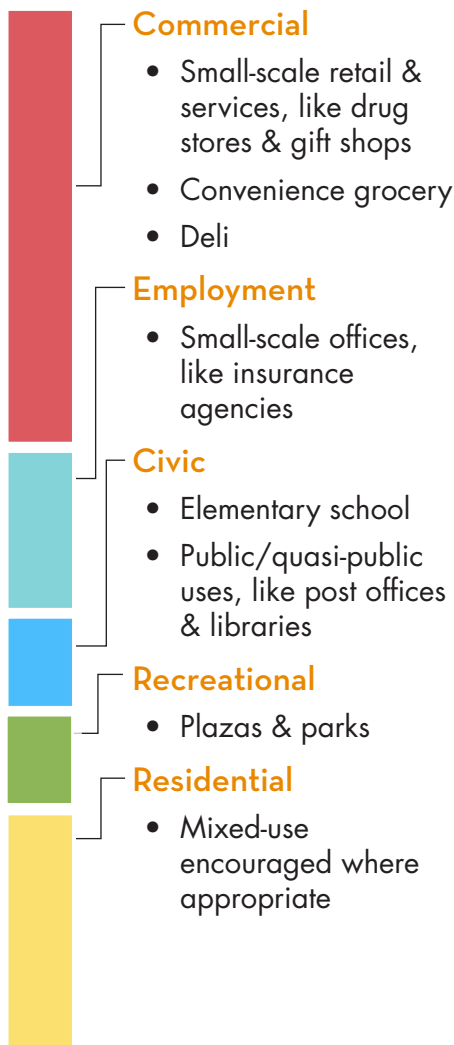 Commercial
• Small-scale retail &
services, like drug
stores & gift shops
• Convenience grocery
• Deli
Employment
• Small-scale offices,
like insurance
agencies
Civic
• Elementary school
• Public/quasi-public
uses, like post offices
& libraries
Recreational
• Plazas & parks
Residential
• Mixed-use
encouraged where
appropriate